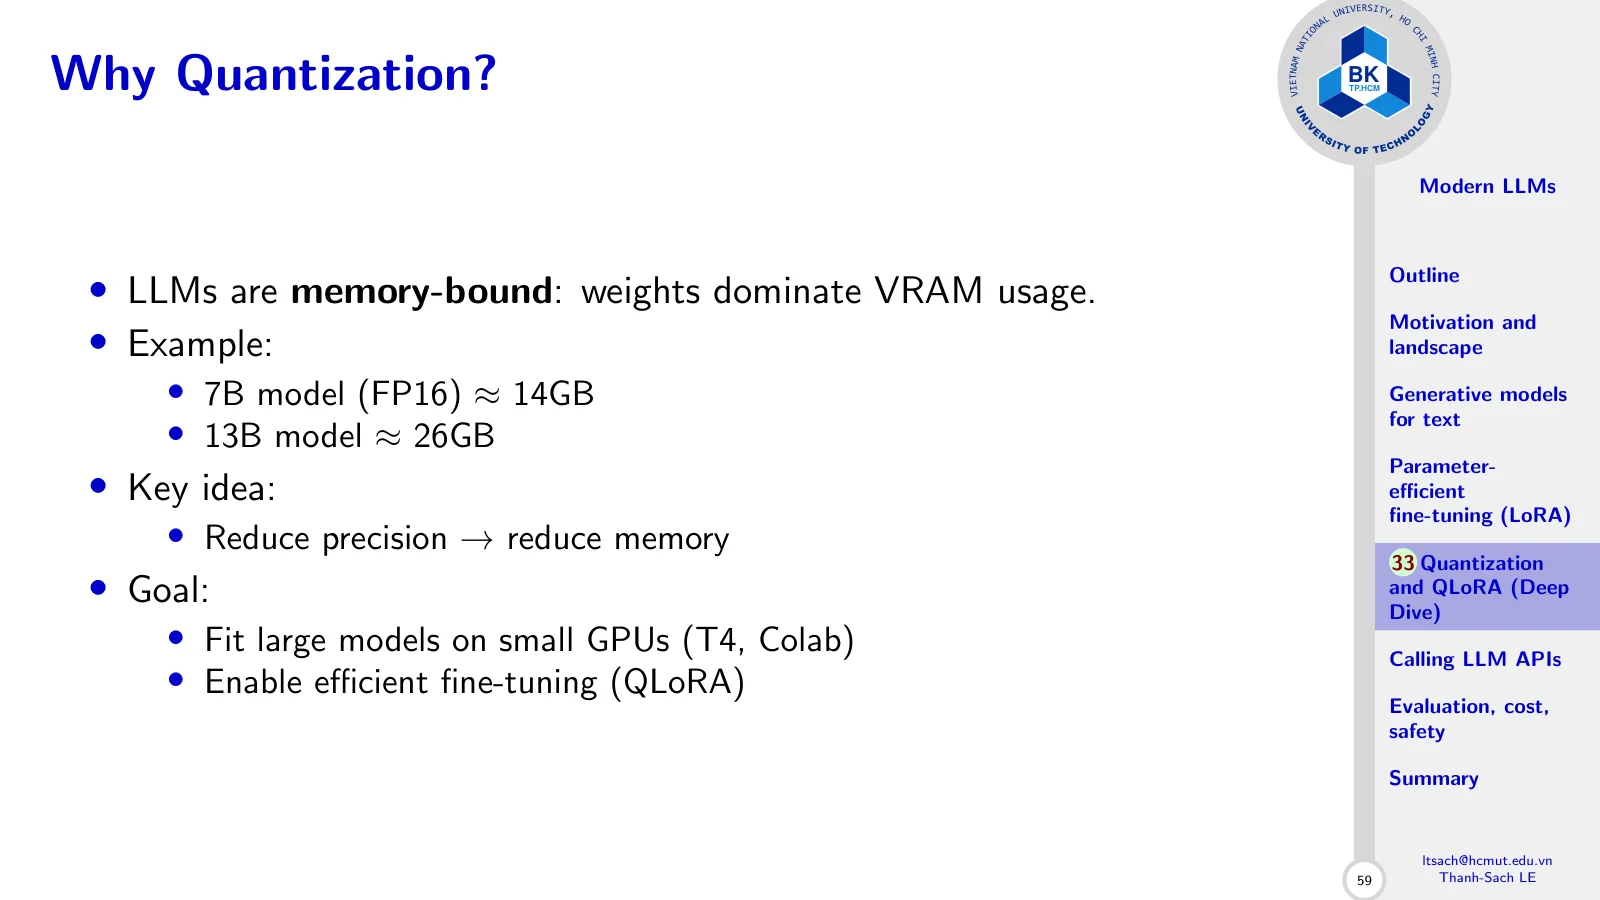 Why Quantization?
• LLMs are memory-bound: weights dominate VRAM usage.
• Example:
• 7B model (FP16) ≈ 14GB
• 13B model ≈ 26GB
• Key idea:
• Reduce precision → reduce memory
• Goal:
• Fit large models on small GPUs (T4, Colab)
• Enable efficient fine-tuning (QLoRA)
VIETNAM NATIONAL UNIVERSITY, HO CHI MINH CITY
BK
TP.HCM
UNIVERSITY OF TECHNOLOGY
Modern LLMs
Outline
Motivation and
landscape
Generative models
for text
Parameter-
efficient
fine-tuning (LoRA)
33 Quantization
and QLoRA (Deep
Dive)
Calling LLM APIs
Evaluation, cost,
safety
Summary
59
ltsach@hcmut.edu.vn
Thanh-Sach LE